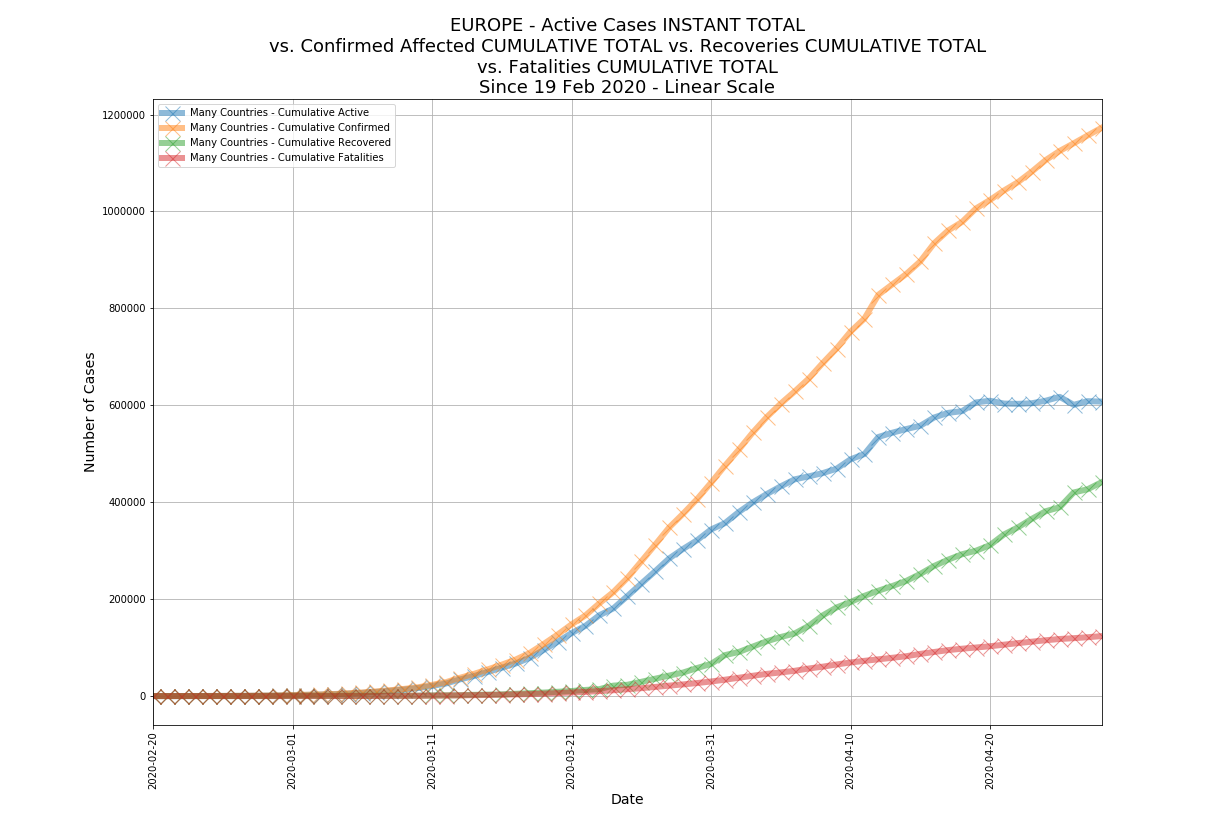 EUROPE - Active Cases INSTANT TOTAL
vs. Confirmed Affected CUMULATIVE TOTAL vs. Recoveries CUMULATIVE TOTAL
vs. Fatalities CUMULATIVE TOTAL
Since 19 Feb 2020 - Linear Scale
Many Countries - Cumulative Active
Many Countries - Cumulative Confirmed
Many Countries - Cumulative Recovered
Many Countries - Cumulative Fatalities
1200000
1000000
800000
600000
400000
200000
0
Number of Cases
2020-02-20
2020-03-01
2020-03-11
2020-03-21
2020-03-31
2020-04-10
2020-04-20
Date